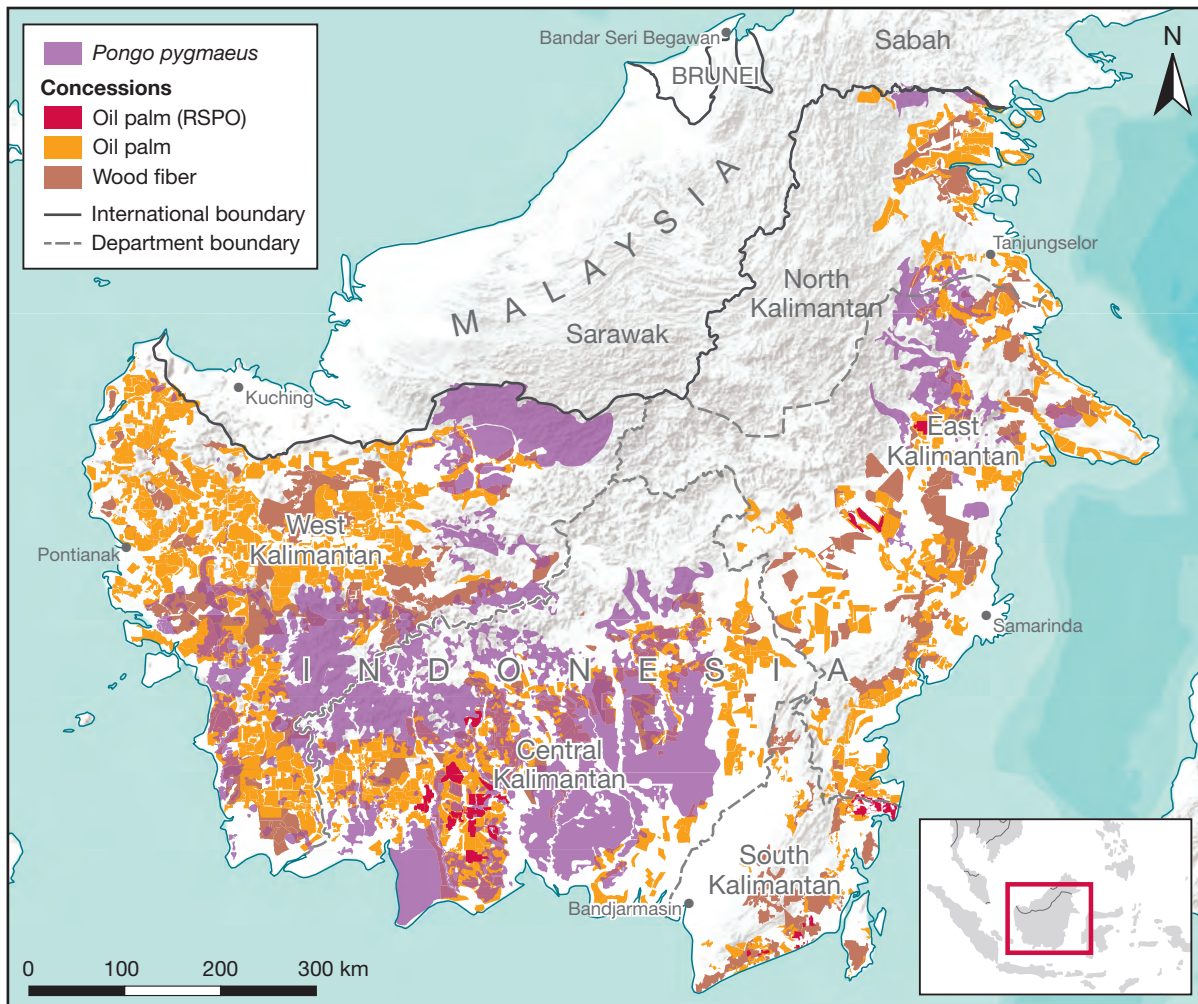 Pongo pygmaeus
Concessions
Oil palm (RSPO)
Oil palm
Wood fiber
International boundary
Department boundary
Bandar Seri Begawan
BRUNEI
Sabah
N
MALAYSIA
Sarawak
Kuching
North
Kalimantan
Tanjungselor
East
Kalimantan
West
Kalimantan
Pontianak
Samarinda
INDONESIA
Central
Kalimantan
South
Kalimantan
Bandjarmasin
0 100 200 300 km